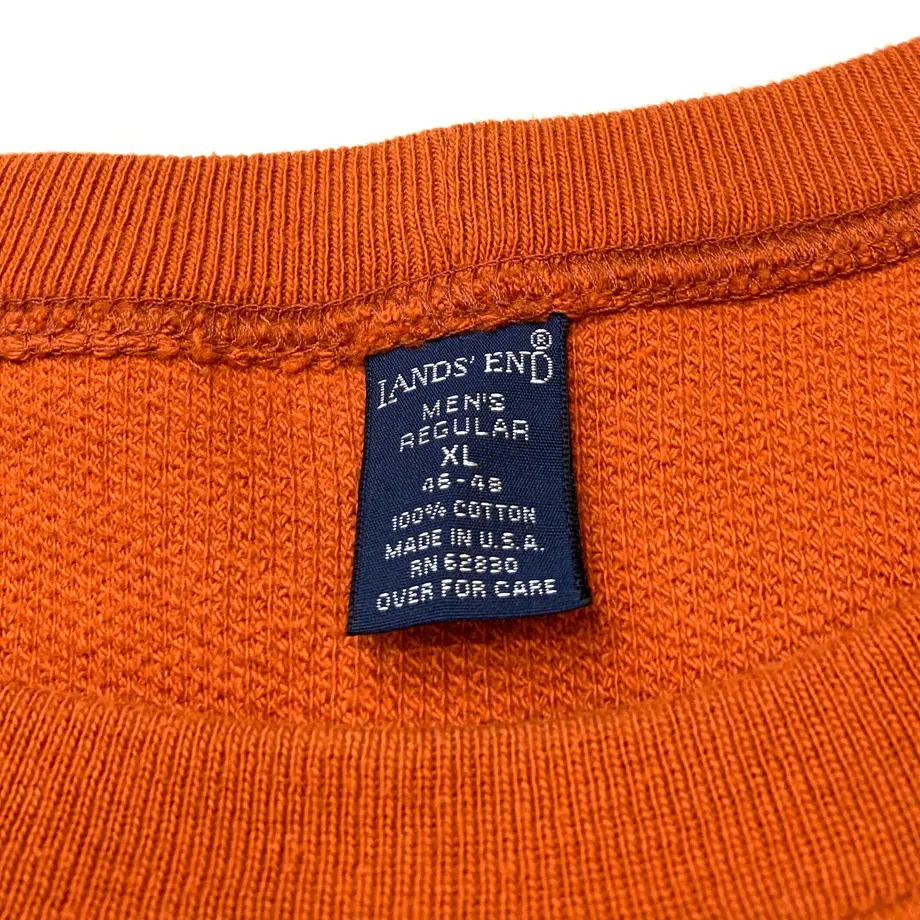 LANDS' END®
MEN'S
REGULAR
XL
46-48
100% COTTON
MADE IN U.S.A.
RN 62830
OVER FOR CARE